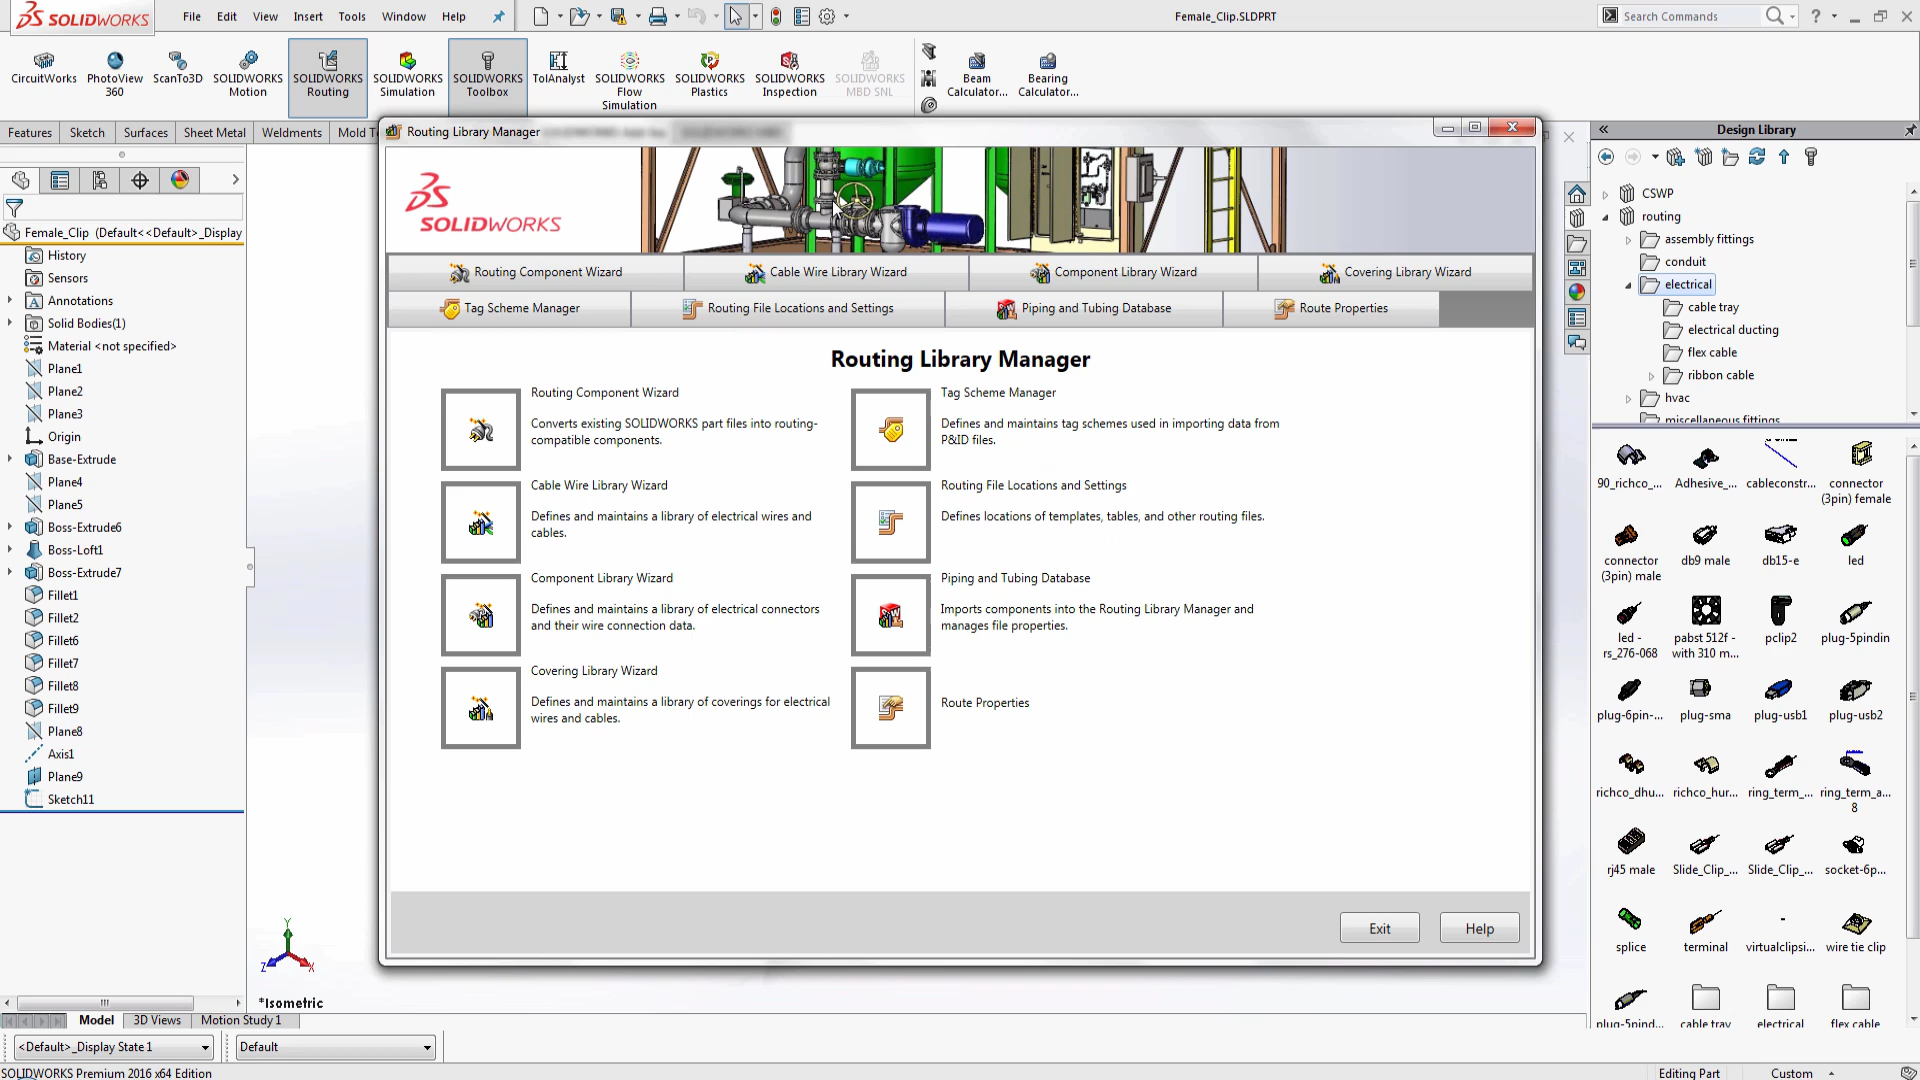 SOLIDWORKS
File Edit View Insert Tools Window Help
Female_Clip.SLDPRT
Search Commands
CircuitWorks
PhotoView 360
ScanTo3D
SOLIDWORKS Motion
SOLIDWORKS Routing
SOLIDWORKS Simulation
SOLIDWORKS Toolbox
TolAnalyst
SOLIDWORKS Flow Simulation
SOLIDWORKS Plastics
SOLIDWORKS Inspection
SOLIDWORKS MBD SNL
Beam Calculator...
Bearing Calculator...
Features Sketch Surfaces Sheet Metal Weldments Mold T
Female_Clip (Default<<Default>_Display
History
Sensors
Annotations
Solid Bodies(1)
Material <not specified>
Plane1
Plane2
Plane3
Origin
Base-Extrude
Plane4
Plane5
Boss-Extrude6
Boss-Loft1
Boss-Extrude7
Fillet1
Fillet2
Fillet6
Fillet7
Fillet8
Fillet9
Plane8
Axis1
Plane9
Sketch11
Routing Library Manager
SOLIDWORKS
Routing Component Wizard
Cable Wire Library Wizard
Component Library Wizard
Covering Library Wizard
Tag Scheme Manager
Routing File Locations and Settings
Piping and Tubing Database
Route Properties
Routing Library Manager
Routing Component Wizard
Converts existing SOLIDWORKS part files into routing-
compatible components.
Cable Wire Library Wizard
Defines and maintains a library of electrical wires and
cables.
Component Library Wizard
Defines and maintains a library of electrical connectors
and their wire connection data.
Covering Library Wizard
Defines and maintains a library of coverings for electrical
wires and cables.
Tag Scheme Manager
Defines and maintains tag schemes used in importing data from
P&ID files.
Routing File Locations and Settings
Defines locations of templates, tables, and other routing files.
Piping and Tubing Database
Imports components into the Routing Library Manager and
manages file properties.
Route Properties
Exit
Help
Y
Z
X
*Isometric
Design Library
CSWP
routing
assembly fittings
conduit
electrical
cable tray
electrical ducting
flex cable
ribbon cable
hvac
miscellaneous fittings
90_richco_... Adhesive_... cableconstr... connector
(3pin) female
connector db9 male db15-e led
(3pin) male
led - pabst 512f - pclip2 plug-5pindin
rs_276-068 with 310 m...
plug-6pin-... plug-sma plug-usb1 plug-usb2
richco_dhu... richco_hur... ring_term_... ring_term_a...
8
rj45 male Slide_Clip_... Slide_Clip_... socket-6p...
splice terminal virtualclipsi... wire tie clip
plug-5pind... cable tray electrical flex cable
Model 3D Views Motion Study 1
<Default>_Display State 1
Default
SOLIDWORKS Premium 2016 x64 Edition
Editing Part
Custom